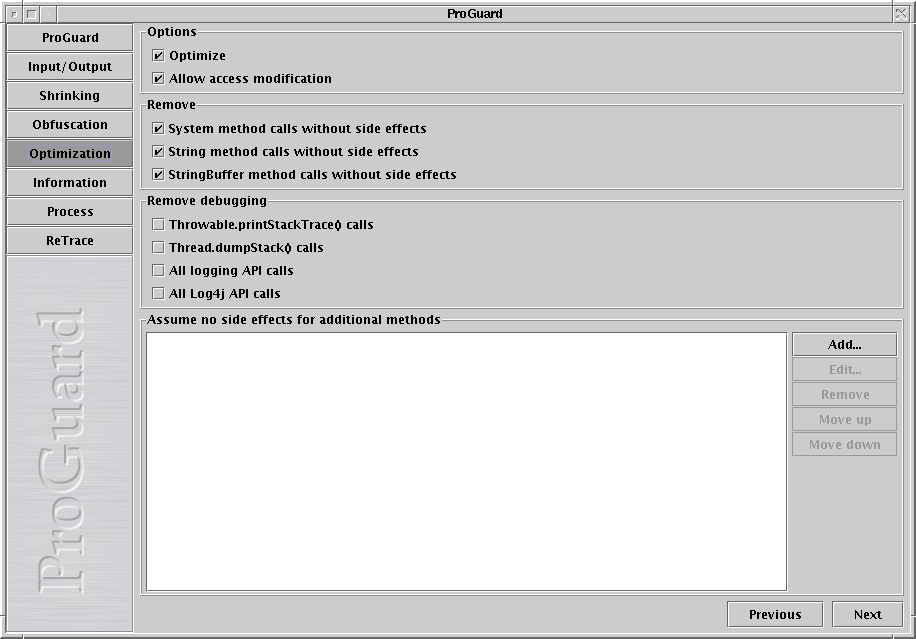 ProGuard
ProGuard
Input/Output
Shrinking
Obfuscation
Optimization
Information
Process
ReTrace
ProGuard
Options
Optimize
Allow access modification
Remove
System method calls without side effects
String method calls without side effects
StringBuffer method calls without side effects
Remove debugging
Throwable.printStackTrace() calls
Thread.dumpStack() calls
All logging API calls
All Log4j API calls
Assume no side effects for additional methods
Add...
Edit...
Remove
Move up
Move down
Previous
Next